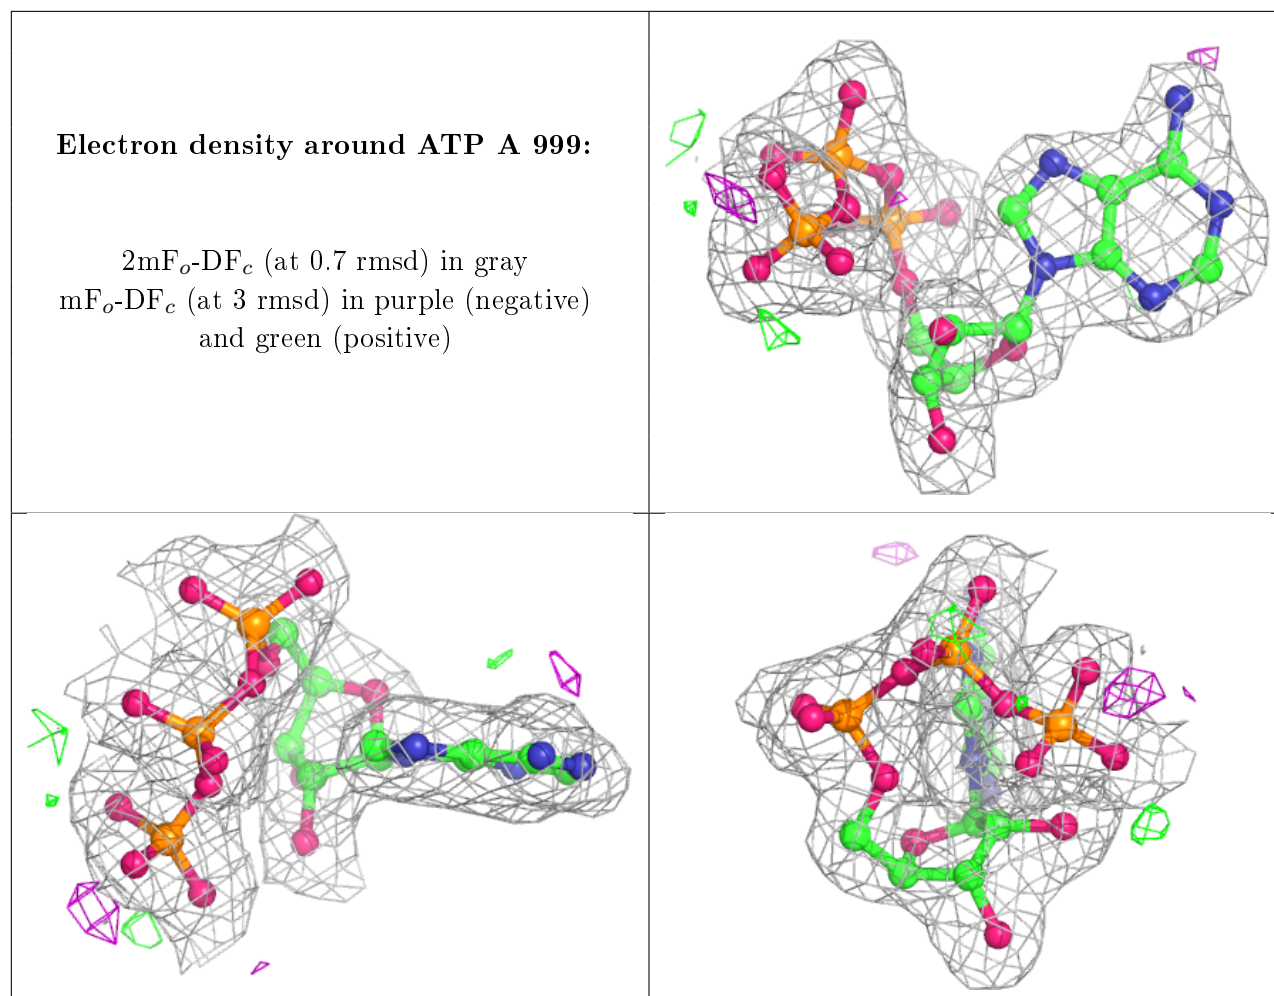 Electron density around ATP A 999:
2mFₒ-DF𝒸 (at 0.7 rmsd) in gray
mFₒ-DF𝒸 (at 3 rmsd) in purple (negative)
and green (positive)